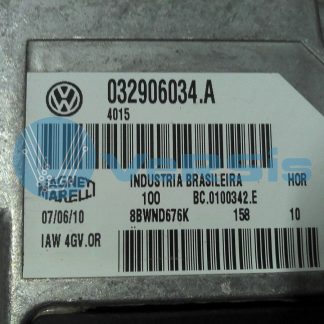 032906034.A
4015
MAGNETI MARELLI
INDUSTRIA BRASILEIRA HOR
100 BC.0100342.E
07/06/10 8BWND676K 158 10
IAW 4GV.OR